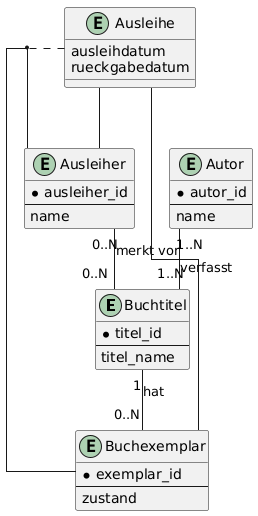 E Ausleihe
ausleihdatum
rueckgabedatum
E Ausleiher
* ausleiher_id
name
E Autor
* autor_id
name
0..N
merkt vor
0..N
1..N
verfasst
1..N
E Buchtitel
* titel_id
titel_name
1
hat
0..N
E Buchexemplar
* exemplar_id
zustand